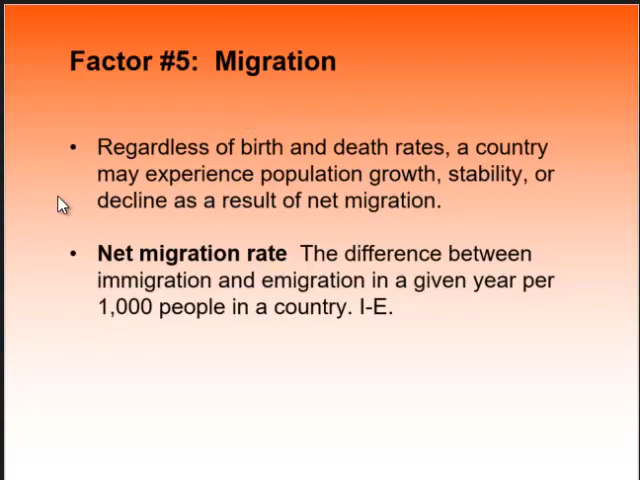 Factor #5:  Migration
• Regardless of birth and death rates, a country
may experience population growth, stability, or
decline as a result of net migration.
• Net migration rate  The difference between
immigration and emigration in a given year per
1,000 people in a country. I-E.